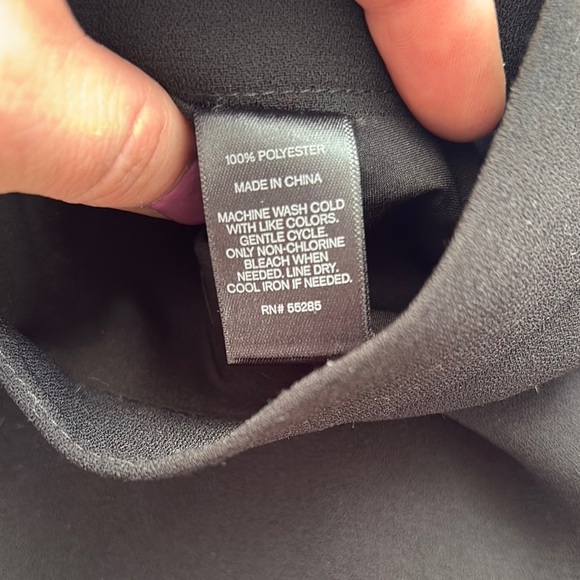 100% POLYESTER
MADE IN CHINA
MACHINE WASH COLD
WITH LIKE COLORS.
GENTLE CYCLE.
ONLY NON-CHLORINE
BLEACH WHEN
NEEDED. LINE DRY.
COOL IRON IF NEEDED.
RN# 55285